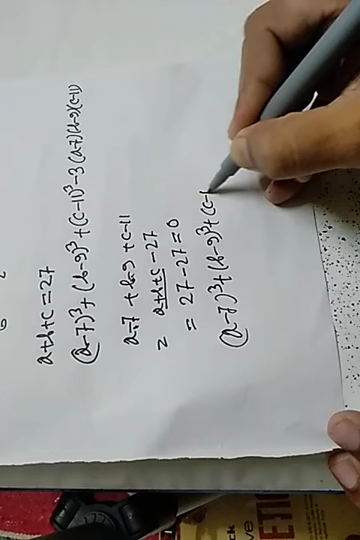 a+b+c = 27
(a-7)³ + (b-9)³ + (c-11)³ - 3(a-7)(b-9)(c-11)
a-7 + b-9 + c-11
= a+b+c - 27
= 27 - 27 = 0
(a-7)³ + (b-9)³ + (c-